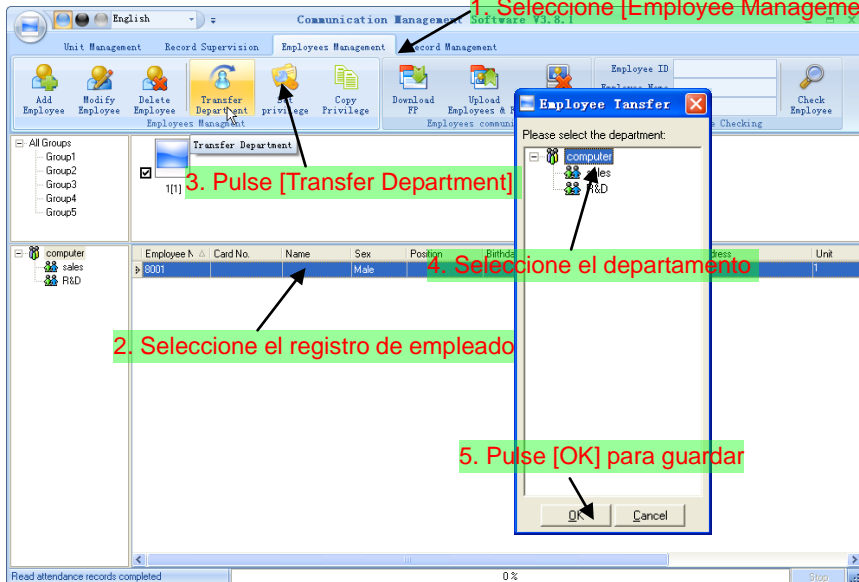 English
Communication Management Software V3.8.1
1. Seleccione [Employee Manageme
Unit Management Record Supervision Employees Management Record Management
Add Employee
Modify Employee
Delete Employee
Transfer Department
privilege
Copy Privilege
Download FP
Upload Employees &
Employee ID
Check Employee
Employees Managment
Employees communi
Checking
Transfer Department
All Groups
Group1
Group2
Group3
Group4
Group5
1[1]
3. Pulse [Transfer Department]
Employee Tansfer
Please select the department:
computer
sales
R&D
computer
sales
R&D
Employee N Card No. Name Sex Position Birthda dress Unit
8001 Male 1
4. Seleccione el departamento
2. Seleccione el registro de empleado
5. Pulse [OK] para guardar
OK Cancel
Read attendance records completed 0 % Stop